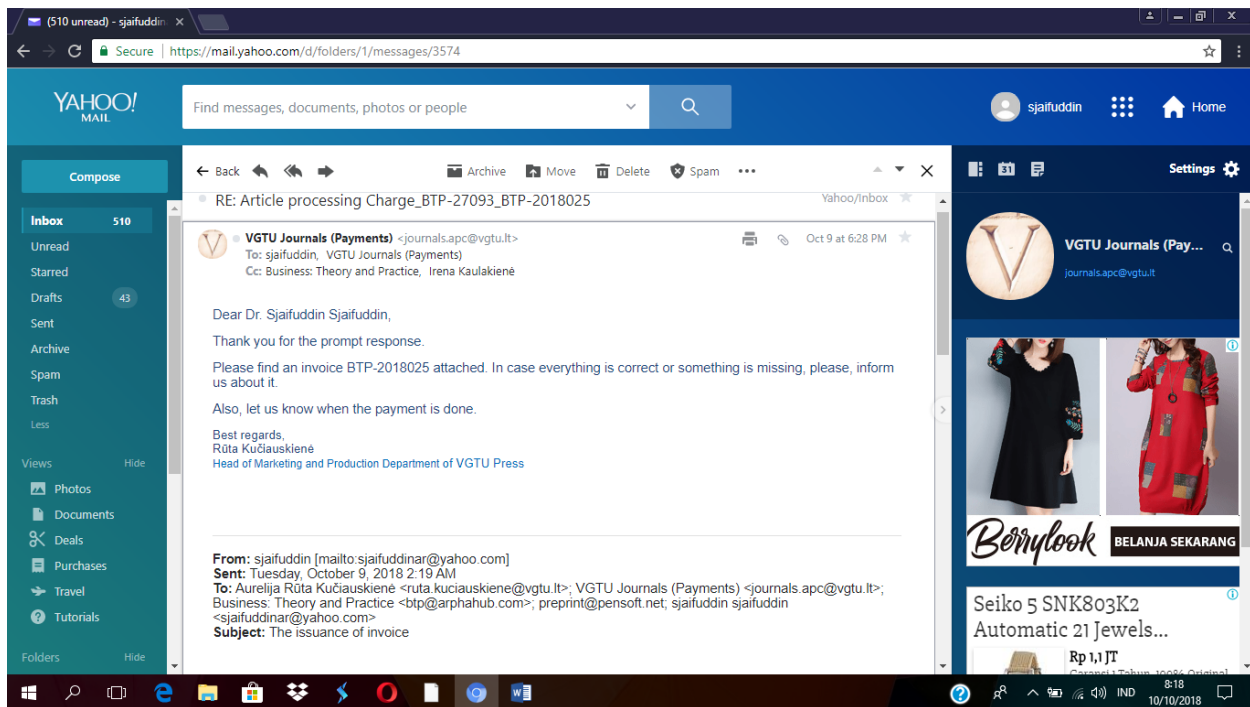 (510 unread) - sjaifuddin
Secure | https://mail.yahoo.com/d/folders/1/messages/3574
YAHOO!
MAIL
Find messages, documents, photos or people
sjaifuddin
Home
Compose
Back
Archive
Move
Delete
Spam
31
Settings
Inbox 510
Unread
Starred
Drafts 43
Sent
Archive
Spam
Trash
Less
Views Hide
Photos
Documents
Deals
Purchases
Travel
Tutorials
Folders Hide
RE: Article processing Charge_BTP-27093_BTP-2018025
Yahoo/Inbox
VGTU Journals (Payments) <journals.apc@vgtu.lt>
Oct 9 at 6:28 PM
To: sjaifuddin, VGTU Journals (Payments)
Cc: Business: Theory and Practice, Irena Kaulakienė
Dear Dr. Sjaifuddin Sjaifuddin,
Thank you for the prompt response.
Please find an invoice BTP-2018025 attached. In case everything is correct or something is missing, please, inform
us about it.
Also, let us know when the payment is done.
Best regards,
Rūta Kučiauskienė
Head of Marketing and Production Department of VGTU Press
From: sjaifuddin [mailto:sjaifuddinar@yahoo.com]
Sent: Tuesday, October 9, 2018 2:19 AM
To: Aurelija Rūta Kučiauskienė <ruta.kuciauskiene@vgtu.lt>; VGTU Journals (Payments) <journals.apc@vgtu.lt>;
Business: Theory and Practice <btp@arphahub.com>; preprint@pensoft.net; sjaifuddin sjaifuddin
<sjaifuddinar@yahoo.com>
Subject: The issuance of invoice
V
VGTU Journals (Pay...
journals.apc@vgtu.lt
Berrylook
BELANJA SEKARANG
Seiko 5 SNK803K2
Automatic 21 Jewels...
Rp 1,1 JT
Garansi 1 Tahun, 100% Original
IND
8:18
10/10/2018